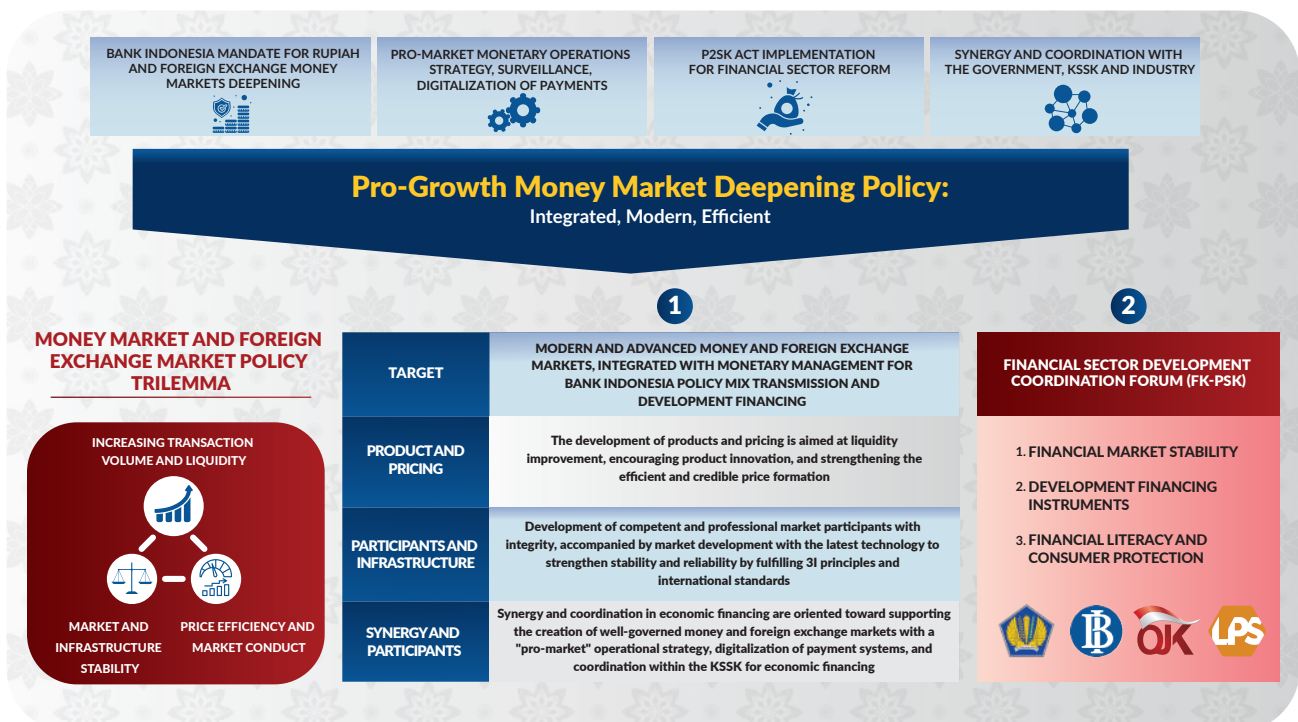 BANK INDONESIA MANDATE FOR RUPIAH
AND FOREIGN EXCHANGE MONEY
MARKETS DEEPENING
PRO-MARKET MONETARY OPERATIONS
STRATEGY, SURVEILLANCE,
DIGITALIZATION OF PAYMENTS
P2SK ACT IMPLEMENTATION
FOR FINANCIAL SECTOR REFORM
SYNERGY AND COORDINATION WITH
THE GOVERNMENT, KSSK AND INDUSTRY
Pro-Growth Money Market Deepening Policy:
Integrated, Modern, Efficient
MONEY MARKET AND FOREIGN
EXCHANGE MARKET POLICY
TRILEMMA
INCREASING TRANSACTION
VOLUME AND LIQUIDITY
MARKET AND
INFRASTRUCTURE
STABILITY
PRICE EFFICIENCY AND
MARKET CONDUCT
1
TARGET
MODERN AND ADVANCED MONEY AND FOREIGN EXCHANGE
MARKETS, INTEGRATED WITH MONETARY MANAGEMENT FOR
BANK INDONESIA POLICY MIX TRANSMISSION AND
DEVELOPMENT FINANCING
PRODUCT AND
PRICING
The development of products and pricing is aimed at liquidity
improvement, encouraging product innovation, and strengthening the
efficient and credible price formation
PARTICIPANTS AND
INFRASTRUCTURE
Development of competent and professional market participants with
integrity, accompanied by market development with the latest technology to
strengthen stability and reliability by fulfilling 3I principles and
international standards
SYNERGY AND
PARTICIPANTS
Synergy and coordination in economic financing are oriented toward supporting
the creation of well-governed money and foreign exchange markets with a
"pro-market" operational strategy, digitalization of payment systems, and
coordination within the KSSK for economic financing
2
FINANCIAL SECTOR DEVELOPMENT
COORDINATION FORUM (FK-PSK)
1. FINANCIAL MARKET STABILITY
2. DEVELOPMENT FINANCING
INSTRUMENTS
3. FINANCIAL LITERACY AND
CONSUMER PROTECTION
BI
OJK
LPS